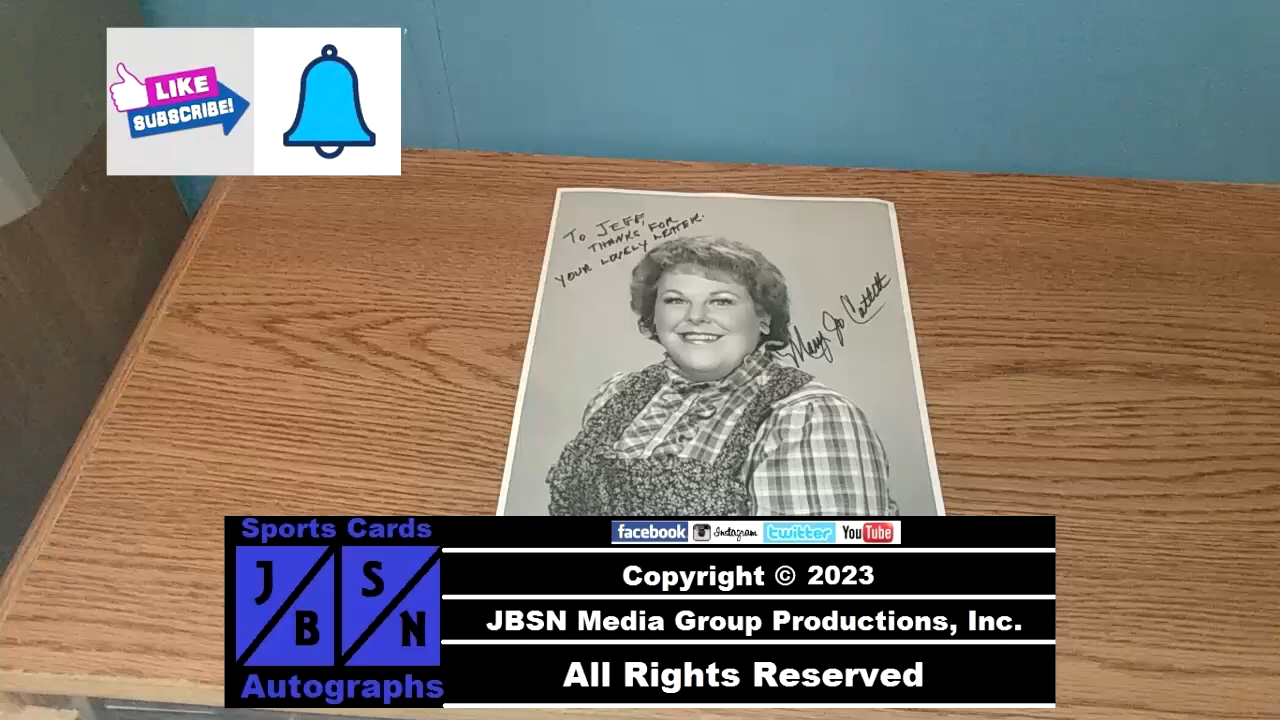 LIKE
SUBSCRIBE!
TO JEFF,
THANKS FOR
YOUR LOVELY LETTER.
Mary Jo Catlett
Sports Cards
J B S N
Autographs
facebook Instagram twitter YouTube
Copyright © 2023
JBSN Media Group Productions, Inc.
All Rights Reserved